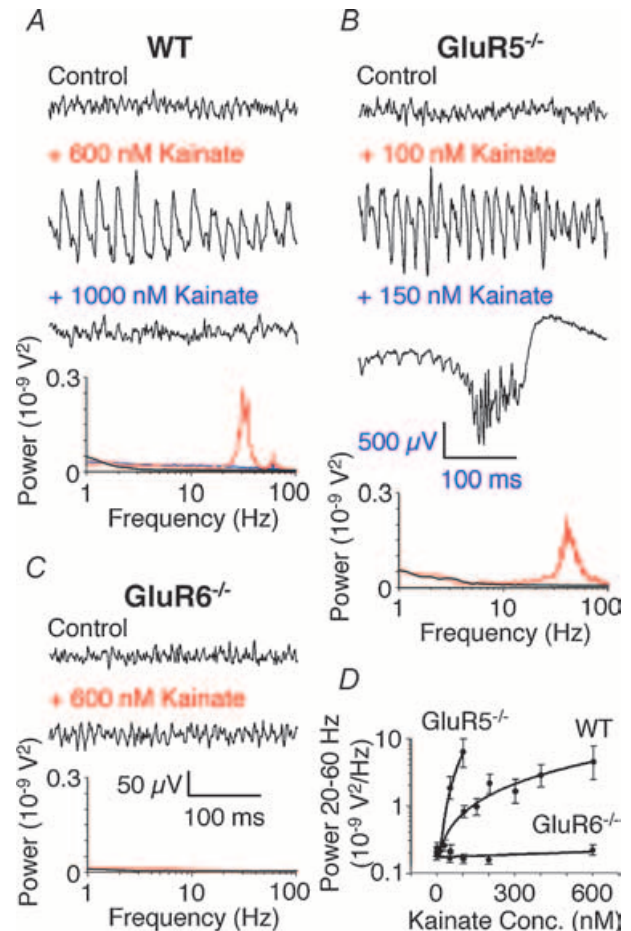 A
WT
Control
+ 600 nM Kainate
+ 1000 nM Kainate
Power (10⁻⁹ V²)
0.3
0
1 10 100
Frequency (Hz)
B
GluR5⁻/⁻
Control
+ 100 nM Kainate
+ 150 nM Kainate
500 µV
100 ms
Power (10⁻⁹ V²)
0.3
0
1 10 100
Frequency (Hz)
C
GluR6⁻/⁻
Control
+ 600 nM Kainate
Power (10⁻⁹ V²)
0.3
0
50 µV
100 ms
1 10 100
Frequency (Hz)
D
Power 20-60 Hz
(10⁻⁹ V²/Hz)
10
1
0.1
GluR5⁻/⁻
WT
GluR6⁻/⁻
0 300 600
Kainate Conc. (nM)